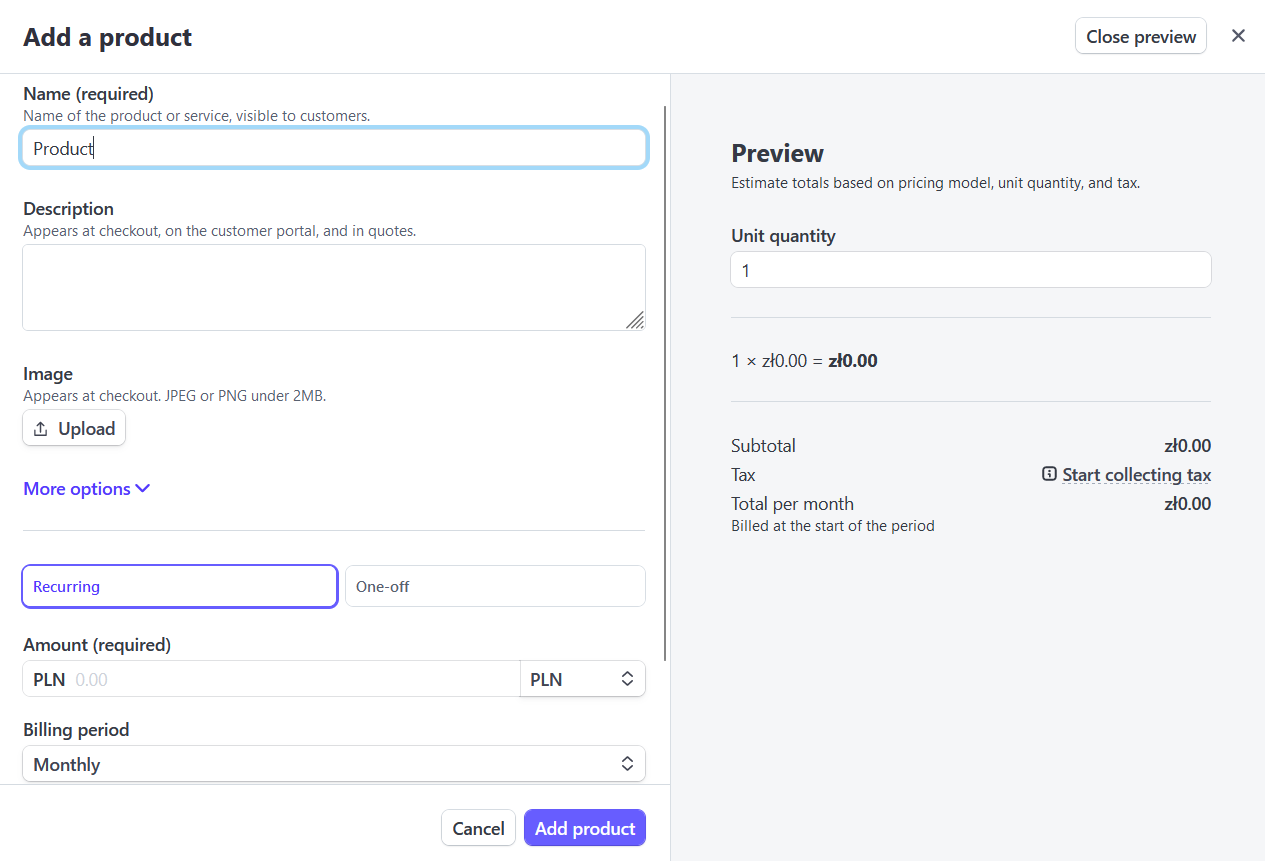 Add a product
Close preview
Name (required)
Name of the product or service, visible to customers.
Product
Description
Appears at checkout, on the customer portal, and in quotes.
Image
Appears at checkout. JPEG or PNG under 2MB.
Upload
More options
Recurring
One-off
Amount (required)
PLN 0.00
PLN
Billing period
Monthly
Cancel
Add product
Preview
Estimate totals based on pricing model, unit quantity, and tax.
Unit quantity
1
1 × zł0.00 = zł0.00
Subtotal zł0.00
Tax Start collecting tax
Total per month zł0.00
Billed at the start of the period